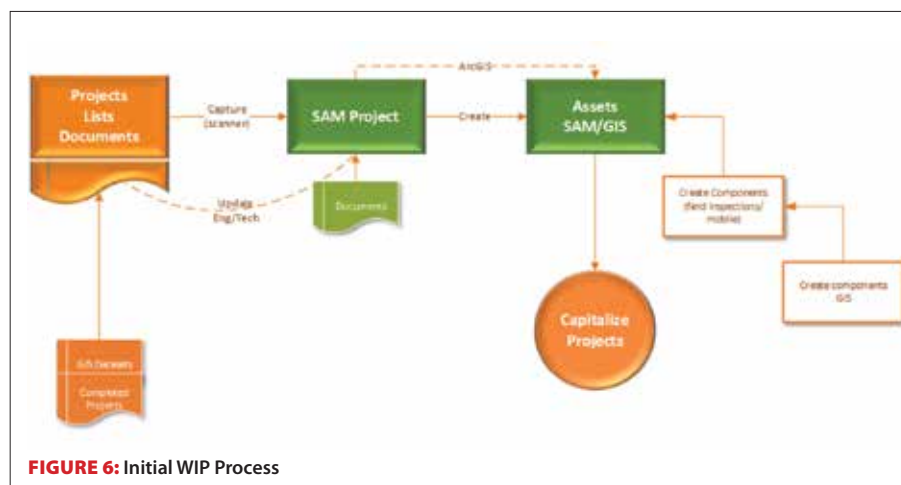 ArcGIS
Projects
Lists
Documents
Capture
(scanner)
SAM Project
Create
Assets
SAM/GIS
Eng/Tech
Documents
Create Components
(field inspections/
mobile)
Create components
GIS
Capitalize
Projects
GIS Datasets
Completed
Projects
FIGURE 6: Initial WIP Process